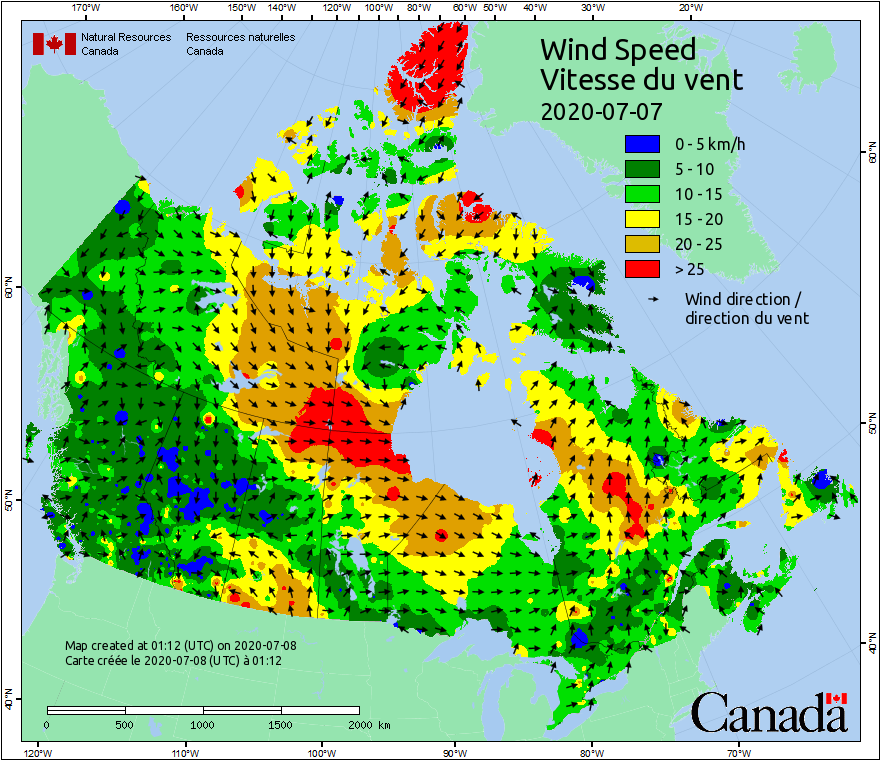 170°W 160°W 150°W 140°W 120°W 100°W 80°W 60°W 50°W 40°W 30°W 20°W
Natural Resources Ressources naturelles
Canada Canada
Wind Speed
Vitesse du vent
2020-07-07
0 - 5 km/h
5 - 10
10 - 15
15 - 20
20 - 25
> 25
Wind direction /
direction du vent
60°N 60°N
50°N 50°N
40°N 40°N
Map created at 01:12 (UTC) on 2020-07-08
Carte créée le 2020-07-08 (UTC) à 01:12
0 500 1000 1500 2000 km
Canada
120°W 110°W 100°W 90°W 80°W 70°W